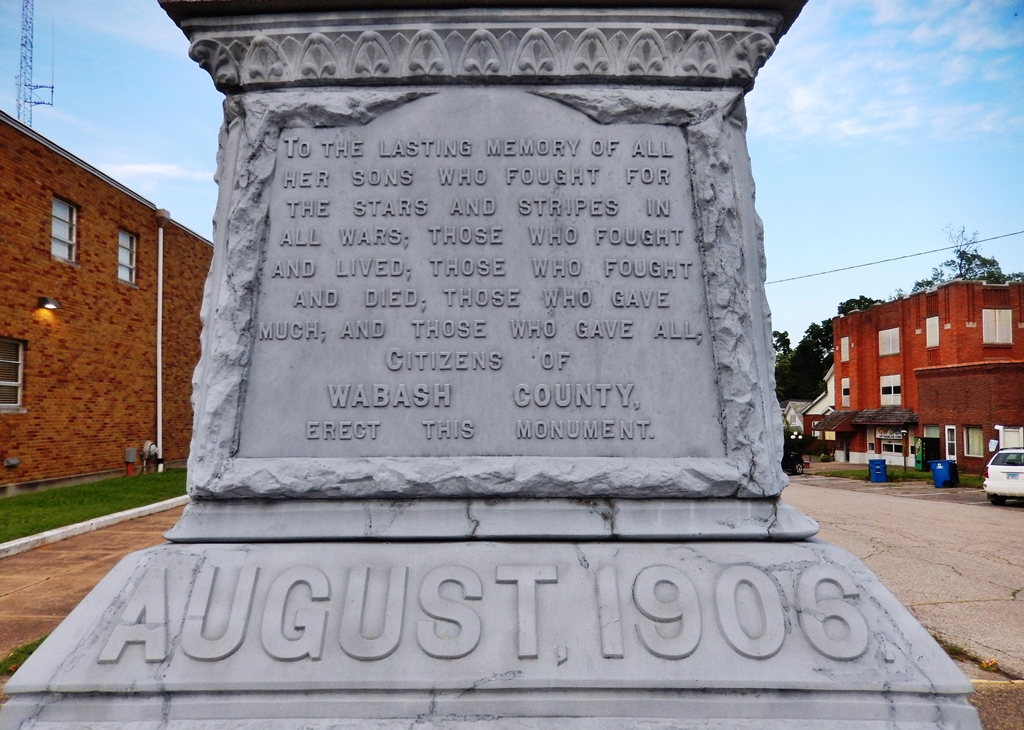 TO THE LASTING MEMORY OF ALL
HER SONS WHO FOUGHT FOR
THE STARS AND STRIPES IN
ALL WARS; THOSE WHO FOUGHT
AND LIVED; THOSE WHO FOUGHT
AND DIED; THOSE WHO GAVE
MUCH; AND THOSE WHO GAVE ALL,
CITIZENS OF
WABASH COUNTY,
ERECT THIS MONUMENT.
AUGUST, 1906.